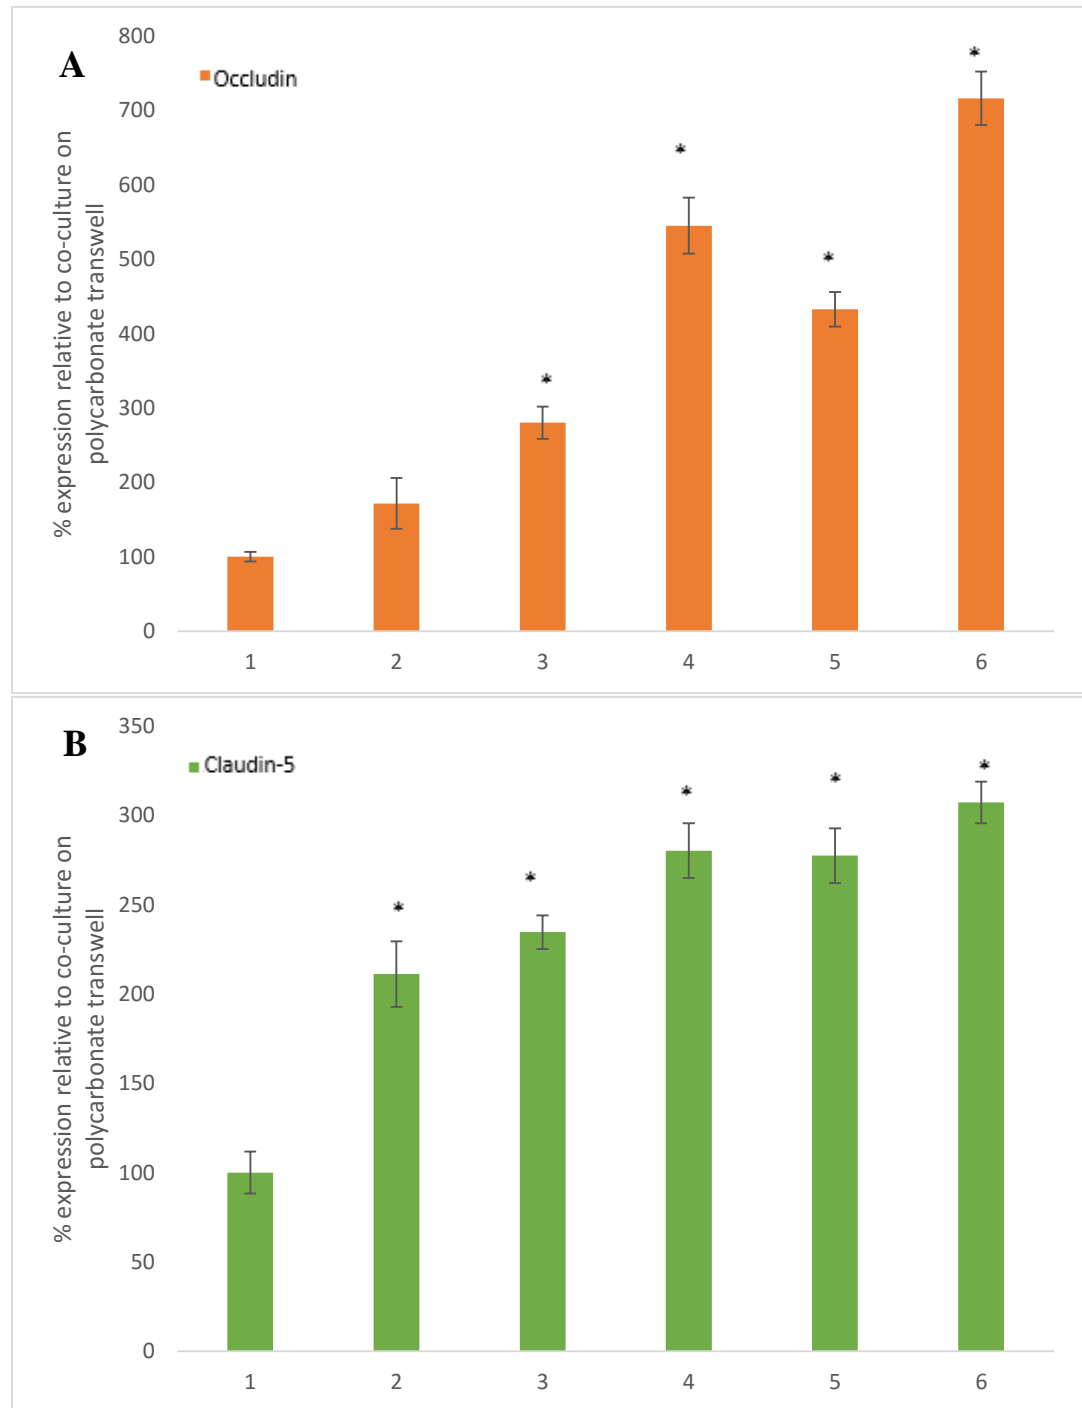 A
Occludin
% expression relative to co-culture on
polycarbonate transwell
800
700
600
500
400
300
200
100
0
*
*
*
*
1 2 3 4 5 6
B
Claudin-5
% expression relative to co-culture on
polycarbonate transwell
350
300
250
200
150
100
50
0
*
*
*
*
*
1 2 3 4 5 6